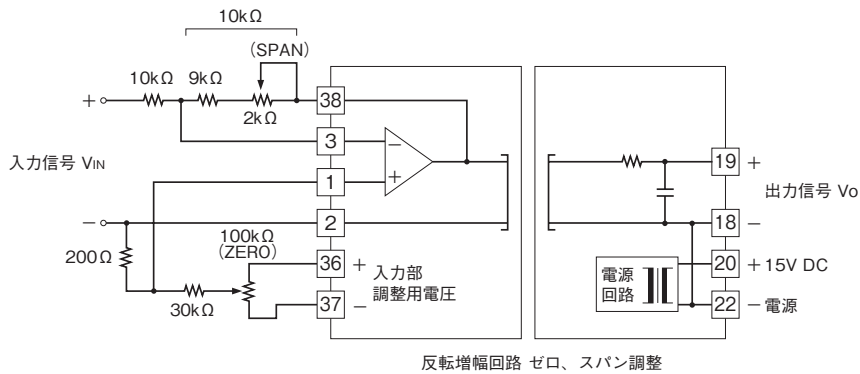 10kΩ
(SPAN)
10kΩ 9kΩ
2kΩ
+
38
3
−
入力信号 VIN
1
+
−
2
200Ω
100kΩ
(ZERO)
36 +
入力部
調整用電圧
30kΩ
37 −
19 +
出力信号 Vo
18 −
電源
回路
20 +15V DC
22 −電源
反転増幅回路 ゼロ、スパン調整